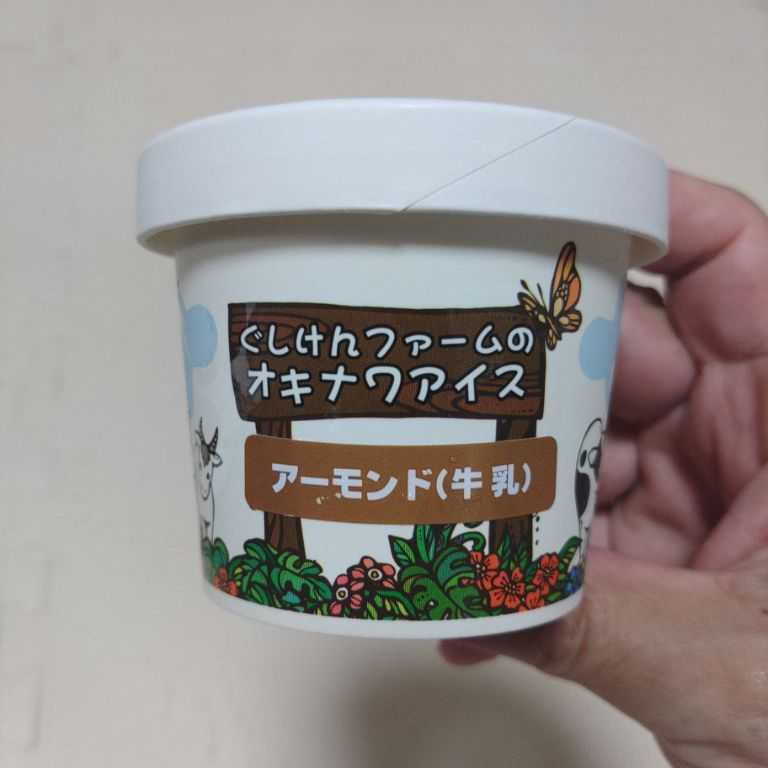 ぐしけんファームの
オキナワアイス
アーモンド(牛乳)